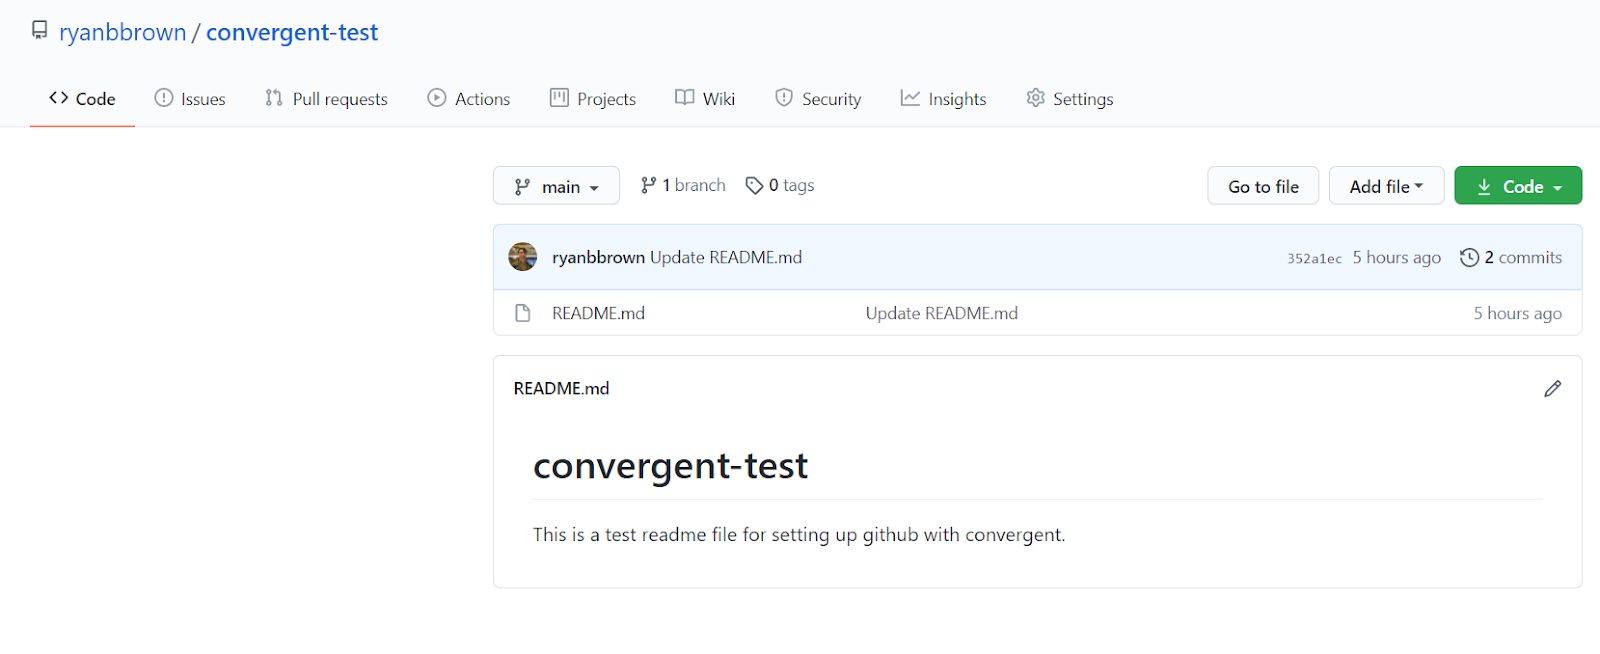 ryanbbrown / convergent-test
Code Issues Pull requests Actions Projects Wiki Security Insights Settings
main 1 branch 0 tags Go to file Add file Code
ryanbbrown Update README.md 352a1ec 5 hours ago 2 commits
README.md Update README.md 5 hours ago
README.md
convergent-test
This is a test readme file for setting up github with convergent.